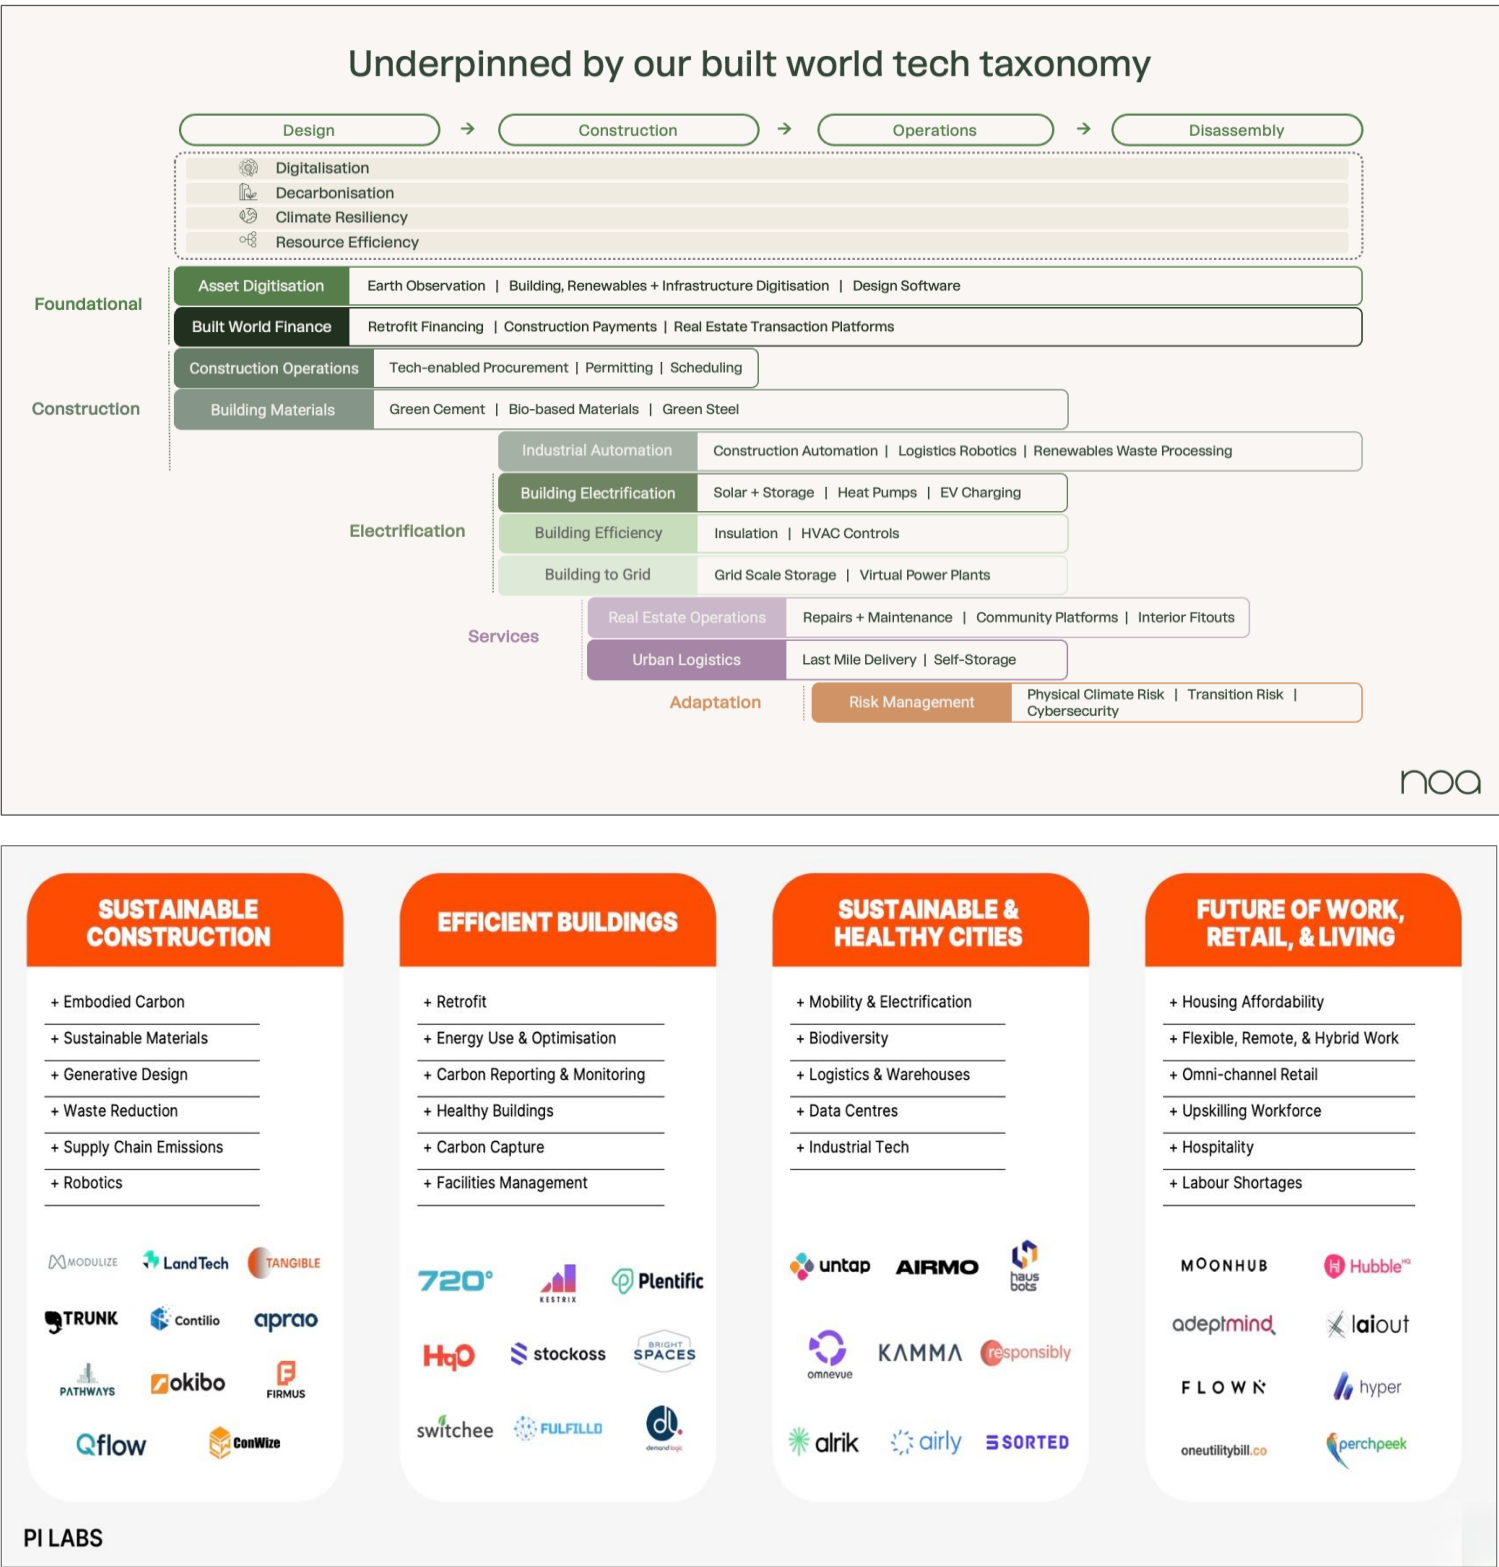 Underpinned by our built world tech taxonomy
Design → Construction → Operations → Disassembly
Digitalisation
Decarbonisation
Climate Resiliency
Resource Efficiency
Foundational
Asset Digitisation Earth Observation | Building, Renewables + Infrastructure Digitisation | Design Software
Built World Finance Retrofit Financing | Construction Payments | Real Estate Transaction Platforms
Construction
Construction Operations Tech-enabled Procurement | Permitting | Scheduling
Building Materials Green Cement | Bio-based Materials | Green Steel
Industrial Automation Construction Automation | Logistics Robotics | Renewables Waste Processing
Electrification
Building Electrification Solar + Storage | Heat Pumps | EV Charging
Building Efficiency Insulation | HVAC Controls
Building to Grid Grid Scale Storage | Virtual Power Plants
Services
Real Estate Operations Repairs + Maintenance | Community Platforms | Interior Fitouts
Urban Logistics Last Mile Delivery | Self-Storage
Adaptation
Risk Management Physical Climate Risk | Transition Risk |
Cybersecurity
noa
SUSTAINABLE
CONSTRUCTION
+ Embodied Carbon
+ Sustainable Materials
+ Generative Design
+ Waste Reduction
+ Supply Chain Emissions
+ Robotics
MODULIZE LandTech TANGIBLE
TRUNK Contilio aprao
PATHWAYS okibo FIRMUS
Qflow ConWize
EFFICIENT BUILDINGS
+ Retrofit
+ Energy Use & Optimisation
+ Carbon Reporting & Monitoring
+ Healthy Buildings
+ Carbon Capture
+ Facilities Management
720° KESTRIX Plentific
HqO stockoss BRIGHT SPACES
switchee FULFILLD dl. demand logic
SUSTAINABLE &
HEALTHY CITIES
+ Mobility & Electrification
+ Biodiversity
+ Logistics & Warehouses
+ Data Centres
+ Industrial Tech
untap AIRMO haus bots
omnevue KAMMA responsibly
alrik airly SORTED
FUTURE OF WORK,
RETAIL, & LIVING
+ Housing Affordability
+ Flexible, Remote, & Hybrid Work
+ Omni-channel Retail
+ Upskilling Workforce
+ Hospitality
+ Labour Shortages
MOONHUB Hubble HQ
adeptmind laiout
FLOWN hyper
oneutilitybill.co perchpeek
PI LABS